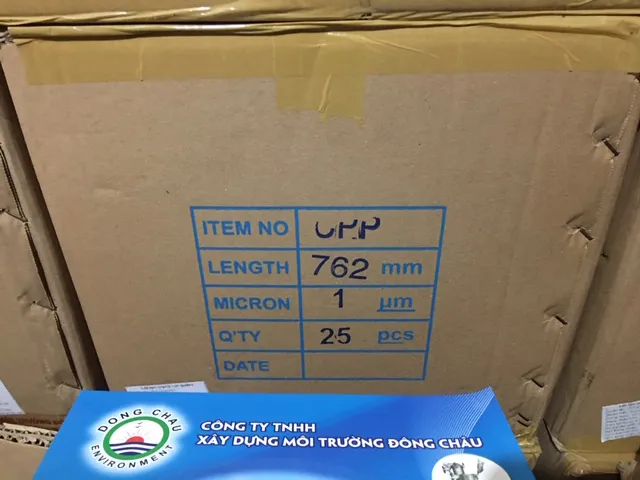 ITEM NO
LENGTH 762 mm
MICRON 1 µm
Q'TY 25 pcs
DATE
DONG CHAU
ENVIRONMENT
CÔNG TY TNHH
XÂY DỰNG MÔI TRƯỜNG ĐÔNG CHÂU